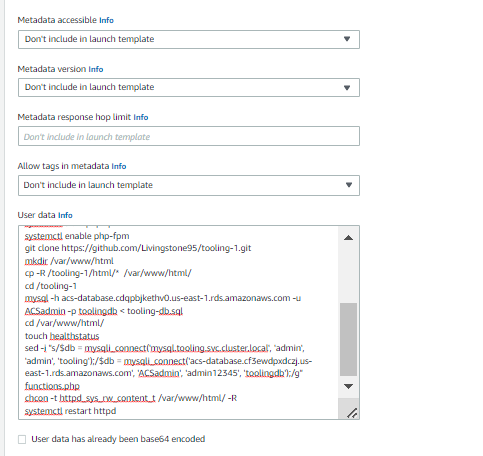 Metadata accessible Info
Don't include in launch template
Metadata version Info
Don't include in launch template
Metadata response hop limit Info
Don't include in launch template
Allow tags in metadata Info
Don't include in launch template
User data Info
systemctl enable php-fpm
git clone https://github.com/Livingstone95/tooling-1.git
mkdir /var/www/html
cp -R /tooling-1/html/* /var/www/html/
cd /tooling-1
mysql -h acs-database.cdqpbjkethv0.us-east-1.rds.amazonaws.com -u
ACSadmin -p toolingdb < tooling-db.sql
cd /var/www/html/
touch healthstatus
sed -i "s/$db = mysqli_connect('mysql.tooling.svc.cluster.local', 'admin',
'admin', 'tooling');/$db = mysqli_connect('acs-database.cf3ewdpxdczj.us-
east-1.rds.amazonaws.com', 'ACSadmin', 'admin12345', 'toolingdb');/g"
functions.php
chcon -t httpd_sys_rw_content_t /var/www/html/ -R
systemctl restart httpd
User data has already been base64 encoded